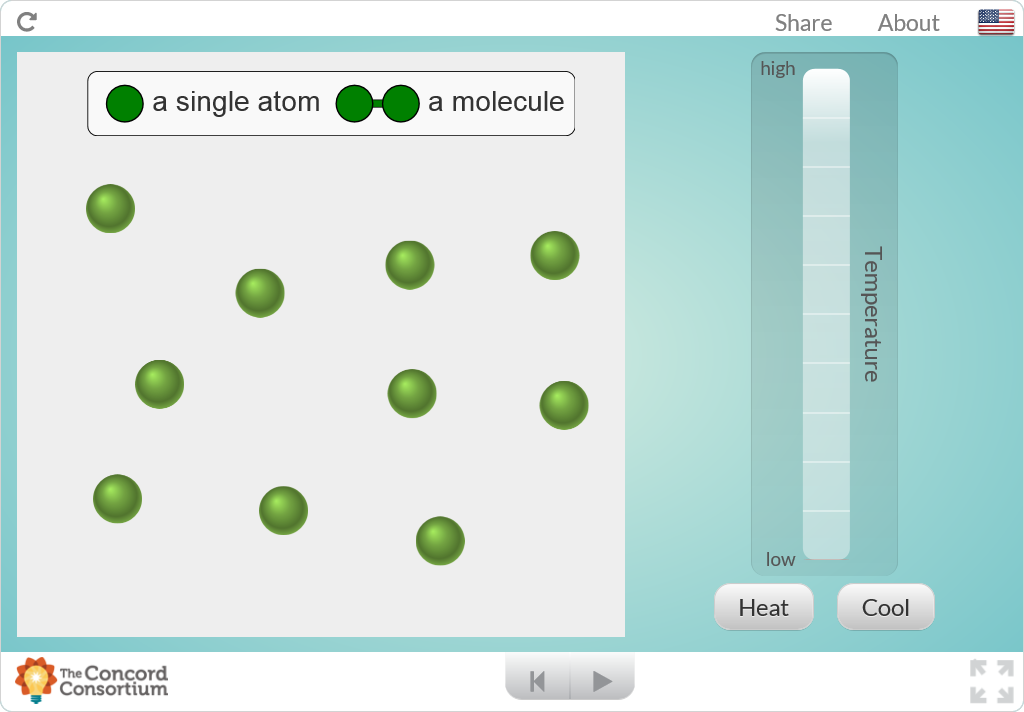 Share
About
a single atom
a molecule
high
Temperature
low
Heat
Cool
The Concord
Consortium